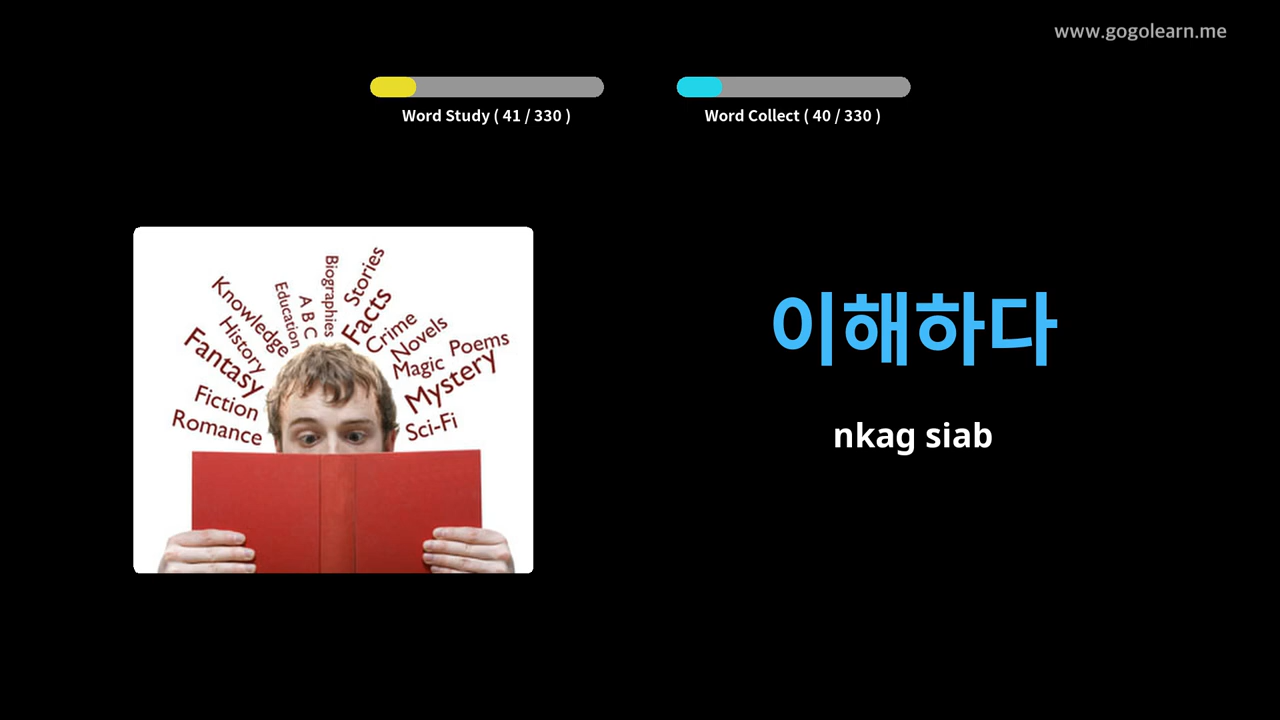 www.gogolearn.me
Word Study ( 41 / 330 )
Word Collect ( 40 / 330 )
Biographies
Stories
Education
A B C
Facts
Knowledge
Crime
History
Novels
Fantasy
Magic
Poems
Mystery
Fiction
Romance
Sci-Fi
이해하다
nkag siab